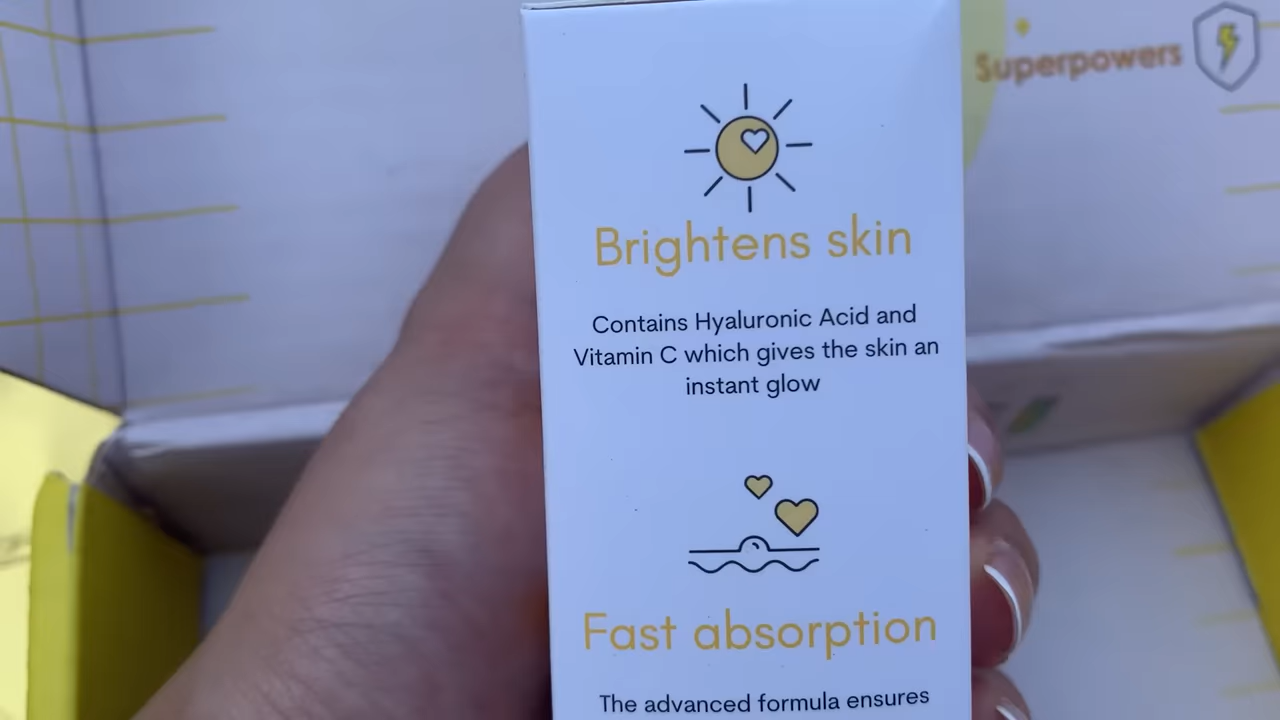 Superpowers
Brightens skin
Contains Hyaluronic Acid and
Vitamin C which gives the skin an
instant glow
Fast absorption
The advanced formula ensures